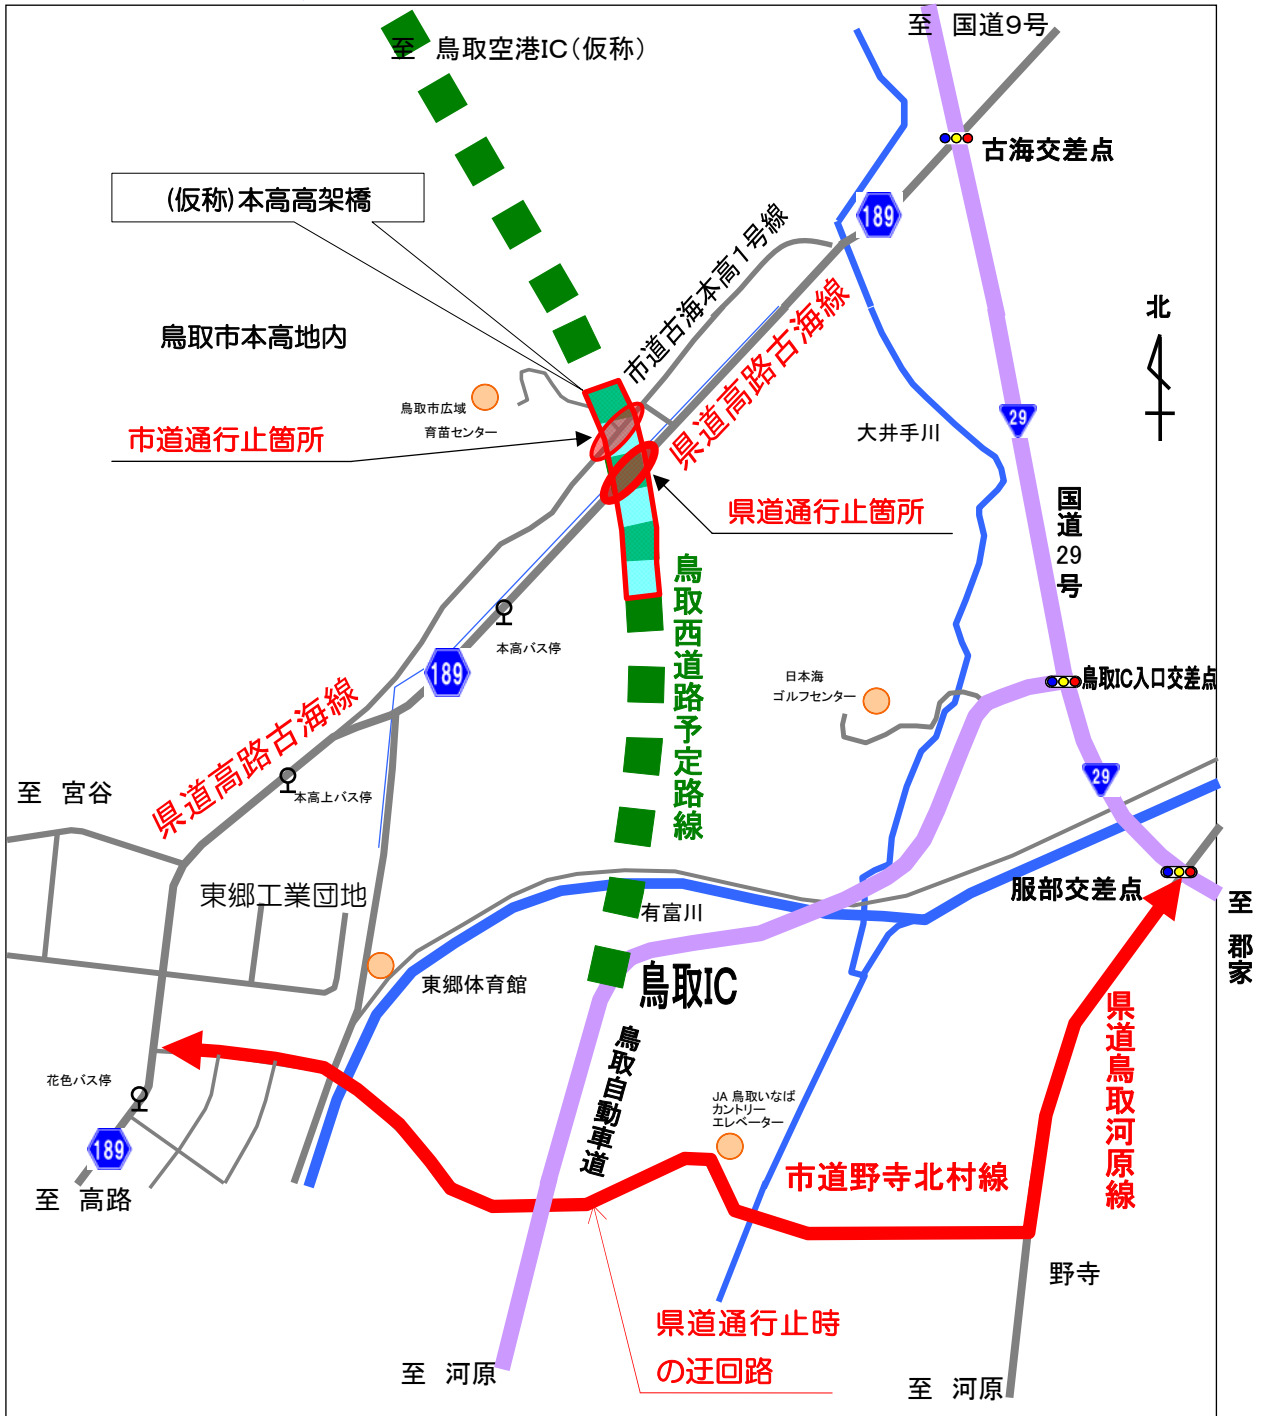 至 国道9号
至 鳥取空港IC(仮称)
古海交差点
(仮称)本高高架橋
189
市道古海本高1号線
県道高路古海線
北
鳥取市本高地内
鳥取市広域
育苗センター
29
大井手川
市道通行止箇所
県道通行止箇所
国道29号
鳥取西道路予定路線
本高バス停
189
日本海
ゴルフセンター
鳥取IC入口交差点
県道高路古海線
29
至 宮谷
本高上バス停
東郷工業団地
服部交差点
至 郡家
有富川
東郷体育館
鳥取IC
県道鳥取河原線
鳥取自動車道
花色バス停
JA 鳥取いなば
カントリー
エレベーター
189
市道野寺北村線
至 高路
野寺
県道通行止時
の迂回路
至 河原
至 河原